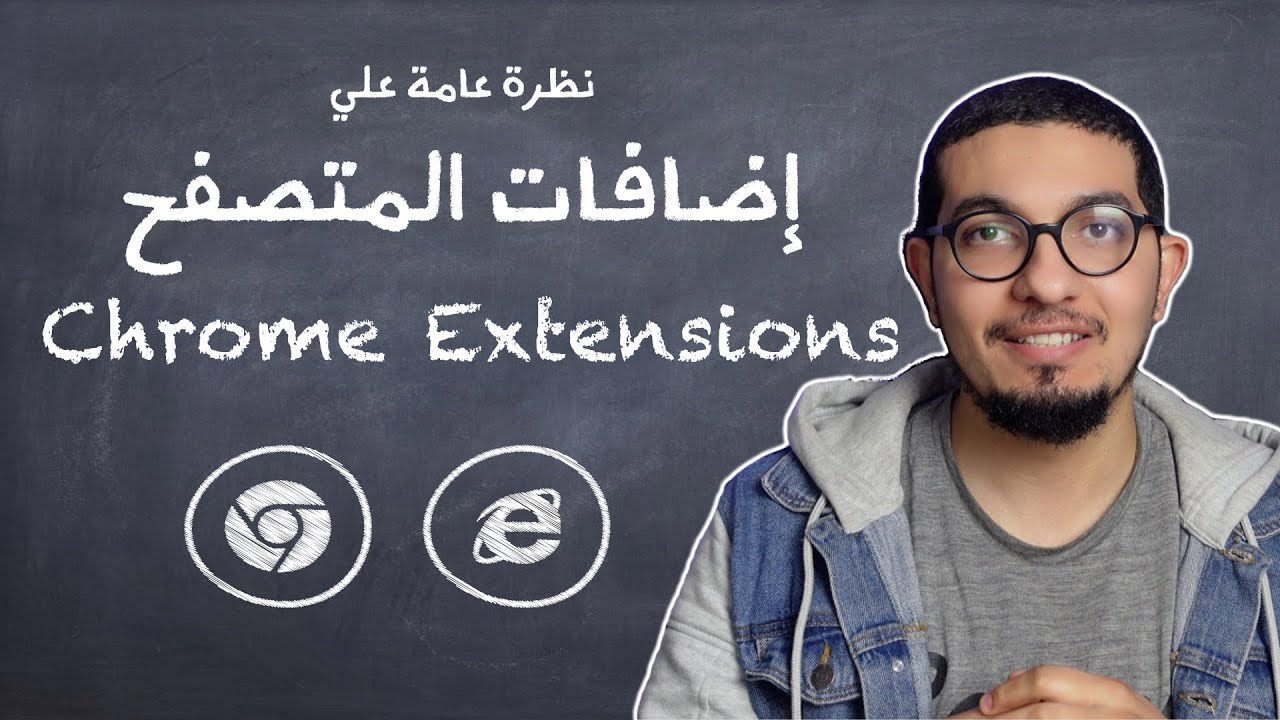 نظرة عامة علي
إضافات المتصفح
Chrome Extensions